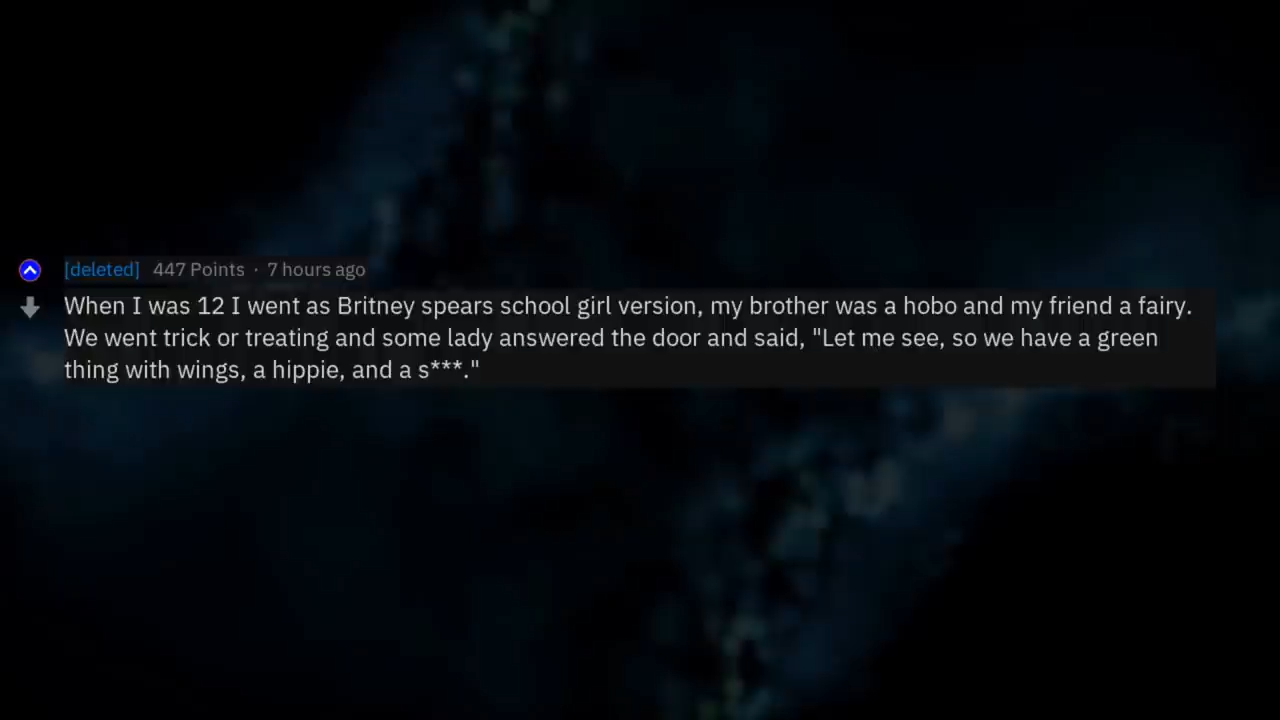 [deleted] 447 Points · 7 hours ago
When I was 12 I went as Britney spears school girl version, my brother was a hobo and my friend a fairy.
We went trick or treating and some lady answered the door and said, "Let me see, so we have a green
thing with wings, a hippie, and a s***."